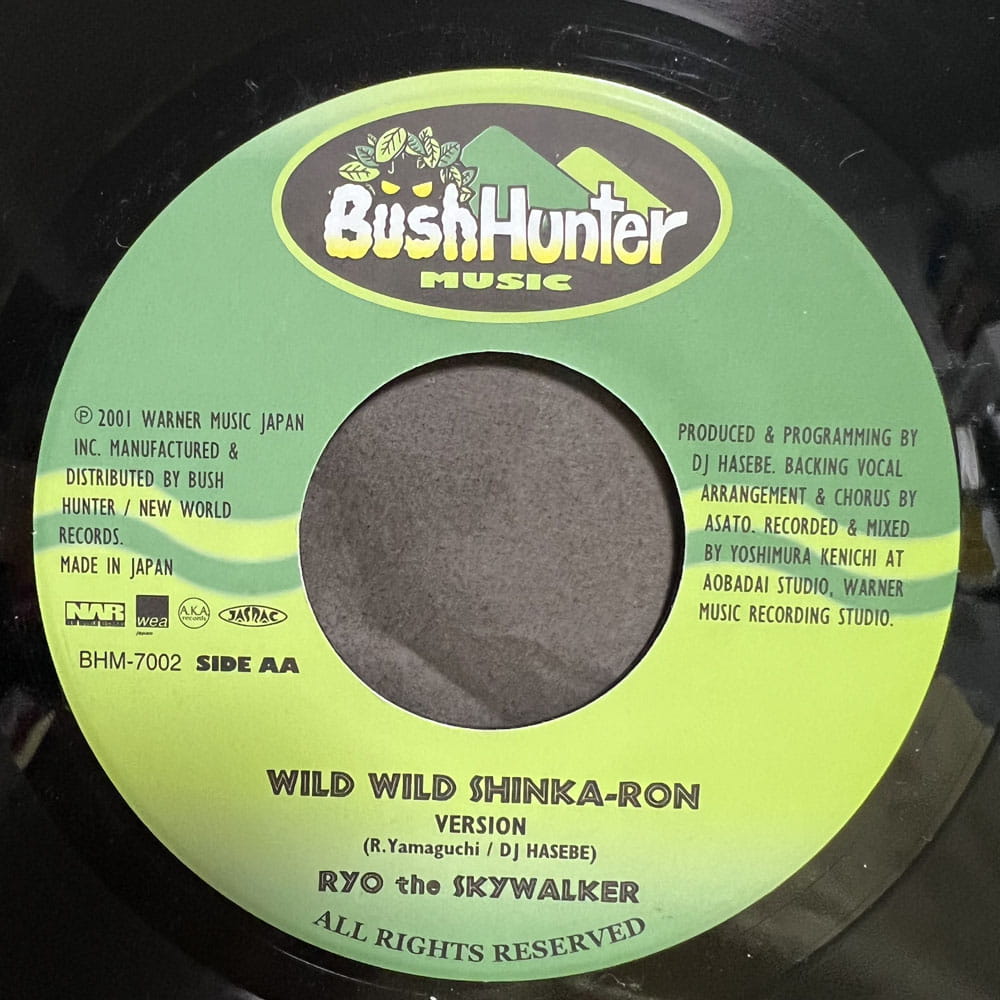 BushHunter
MUSIC
℗ 2001 WARNER MUSIC JAPAN
INC. MANUFACTURED &
DISTRIBUTED BY BUSH
HUNTER / NEW WORLD
RECORDS.
MADE IN JAPAN
NAR
wea
japan
A.K.A.
records
JASRAC
BHM-7002 SIDE AA
PRODUCED & PROGRAMMING BY
DJ HASEBE. BACKING VOCAL
ARRANGEMENT & CHORUS BY
ASATO. RECORDED & MIXED
BY YOSHIMURA KENICHI AT
AOBADAI STUDIO, WARNER
MUSIC RECORDING STUDIO.
WILD WILD SHINKA-RON
VERSION
(R.Yamaguchi / DJ HASEBE)
RYO the SKYWALKER
ALL RIGHTS RESERVED